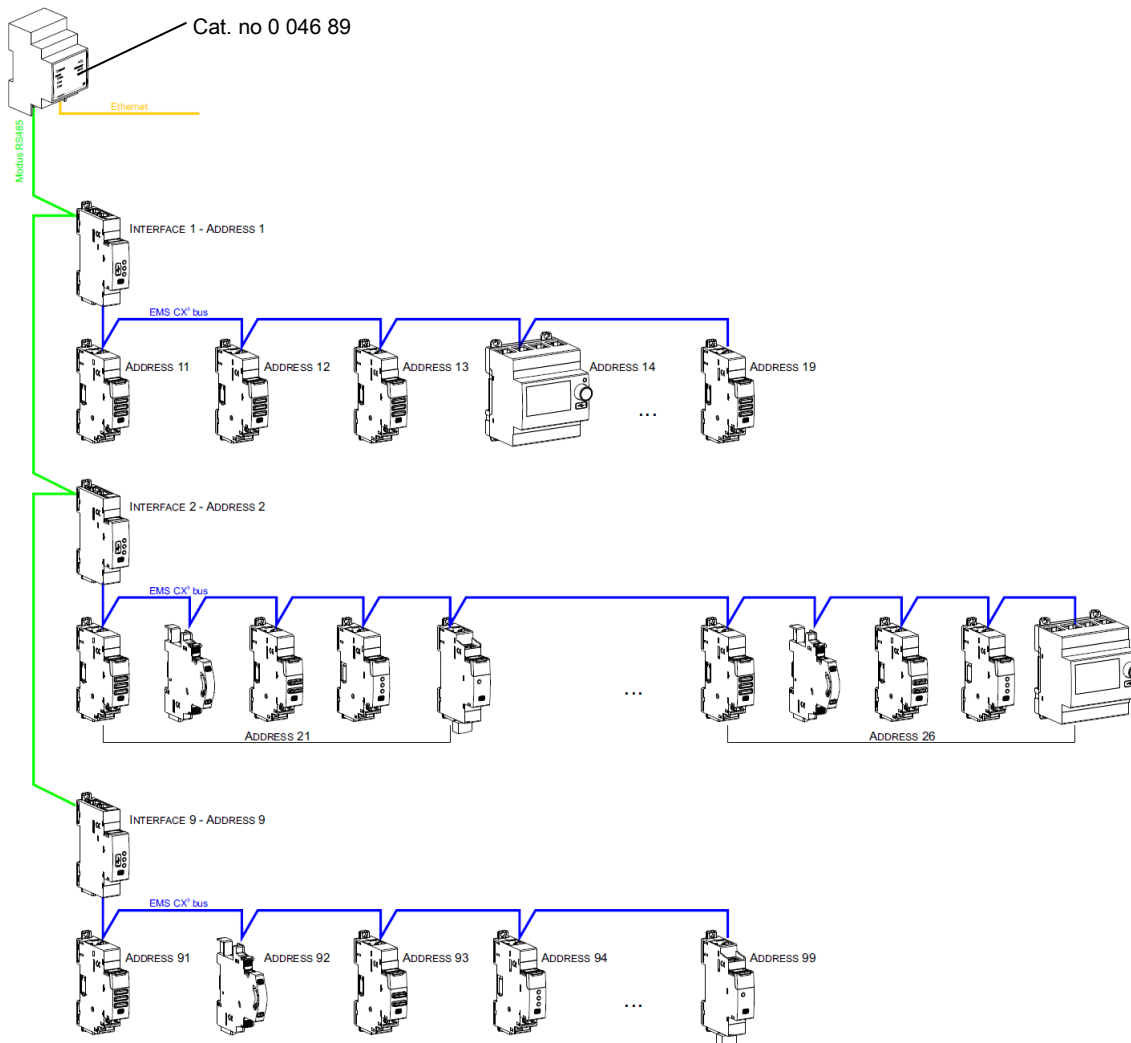 Cat. no 0 046 89
Ethernet
Modus RS485
INTERFACE 1 - ADDRESS 1
EMS CX³ bus
ADDRESS 11
ADDRESS 12
ADDRESS 13
ADDRESS 14
ADDRESS 19
...
INTERFACE 2 - ADDRESS 2
EMS CX³ bus
...
ADDRESS 21
ADDRESS 26
INTERFACE 9 - ADDRESS 9
EMS CX³ bus
ADDRESS 91
ADDRESS 92
ADDRESS 93
ADDRESS 94
ADDRESS 99
...